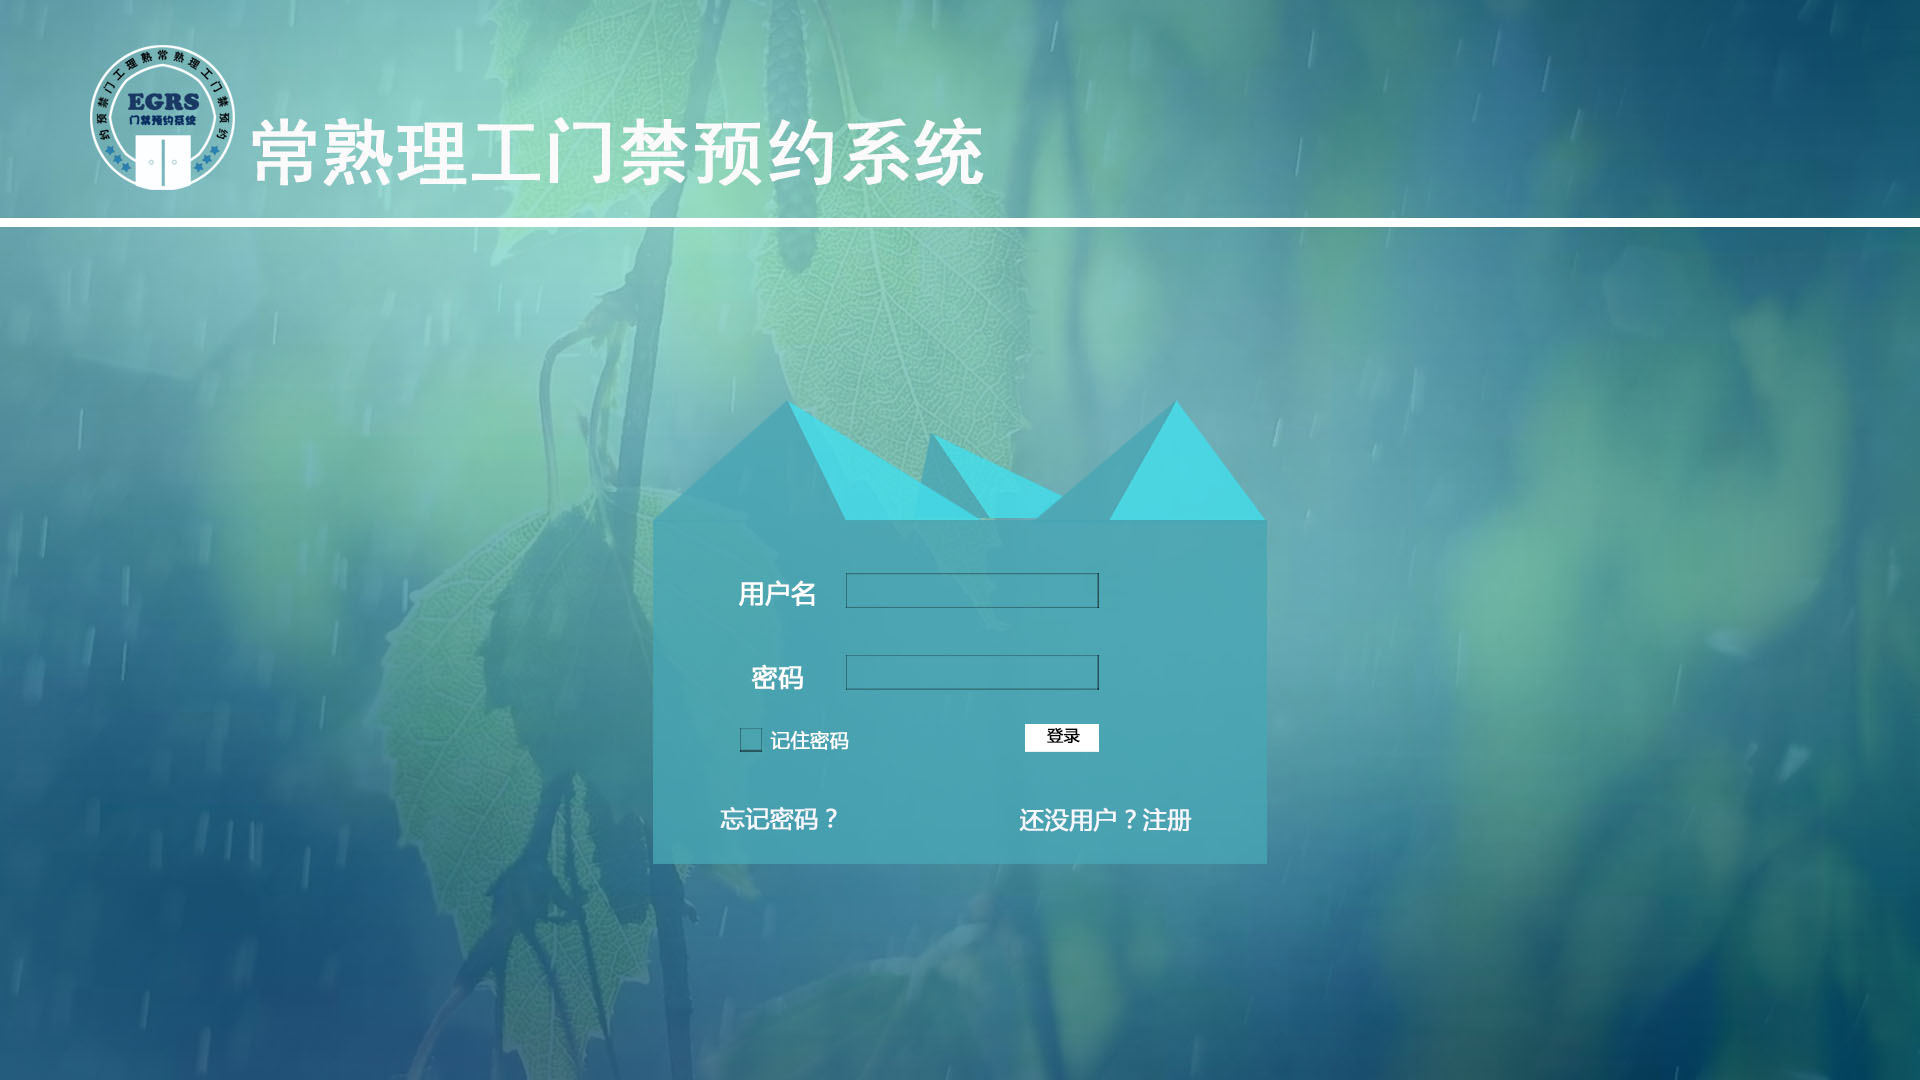 约预禁门工理熟常熟理工门禁预约
EGRS
门禁预约系统
常熟理工门禁预约系统
用户名
密码
记住密码
登录
忘记密码？
还没用户？注册